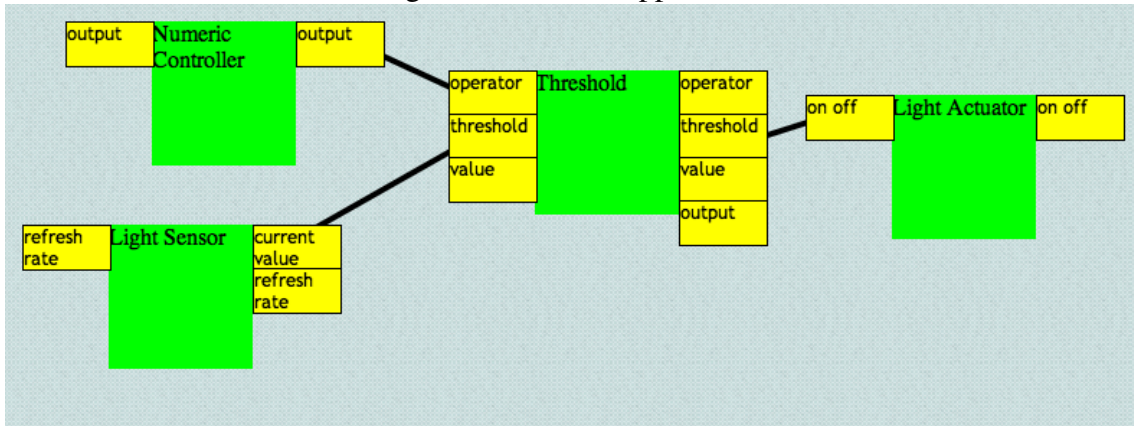 output
Numeric
Controller
output
operator
threshold
value
Threshold
operator
threshold
value
output
on off
Light Actuator
on off
refresh
rate
Light Sensor
current
value
refresh
rate